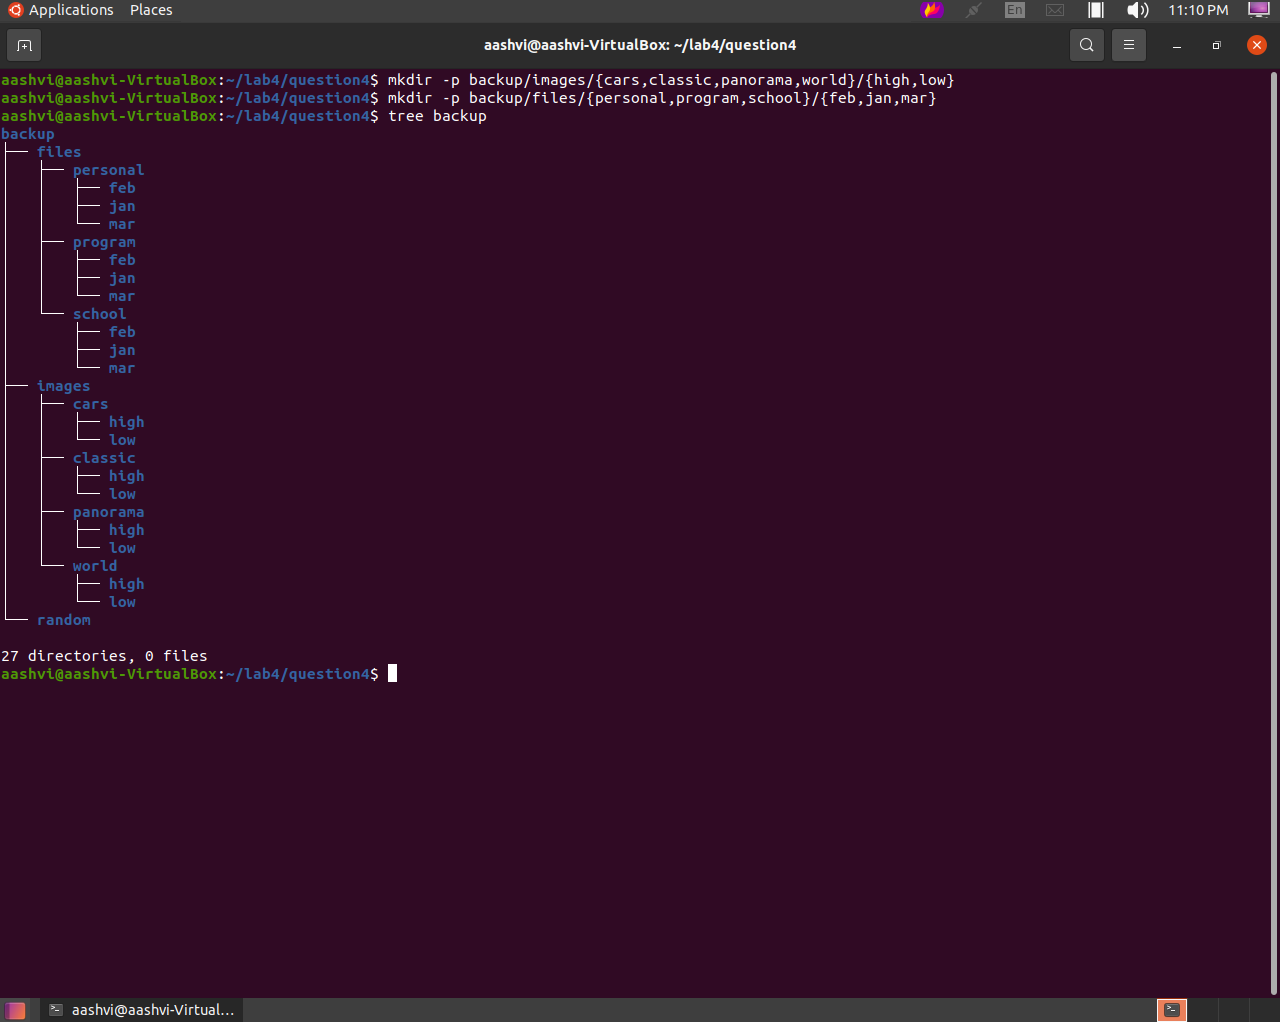 Applications Places En 11:10 PM
aashvi@aashvi-VirtualBox: ~/lab4/question4
aashvi@aashvi-VirtualBox:~/lab4/question4$ mkdir -p backup/images/{cars,classic,panorama,world}/{high,low}
aashvi@aashvi-VirtualBox:~/lab4/question4$ mkdir -p backup/files/{personal,program,school}/{feb,jan,mar}
aashvi@aashvi-VirtualBox:~/lab4/question4$ tree backup
backup
├── files
│   ├── personal
│   │   ├── feb
│   │   ├── jan
│   │   └── mar
│   ├── program
│   │   ├── feb
│   │   ├── jan
│   │   └── mar
│   └── school
│       ├── feb
│       ├── jan
│       └── mar
├── images
│   ├── cars
│   │   ├── high
│   │   └── low
│   ├── classic
│   │   ├── high
│   │   └── low
│   ├── panorama
│   │   ├── high
│   │   └── low
│   └── world
│       ├── high
│       └── low
└── random
27 directories, 0 files
aashvi@aashvi-VirtualBox:~/lab4/question4$
aashvi@aashvi-Virtual...